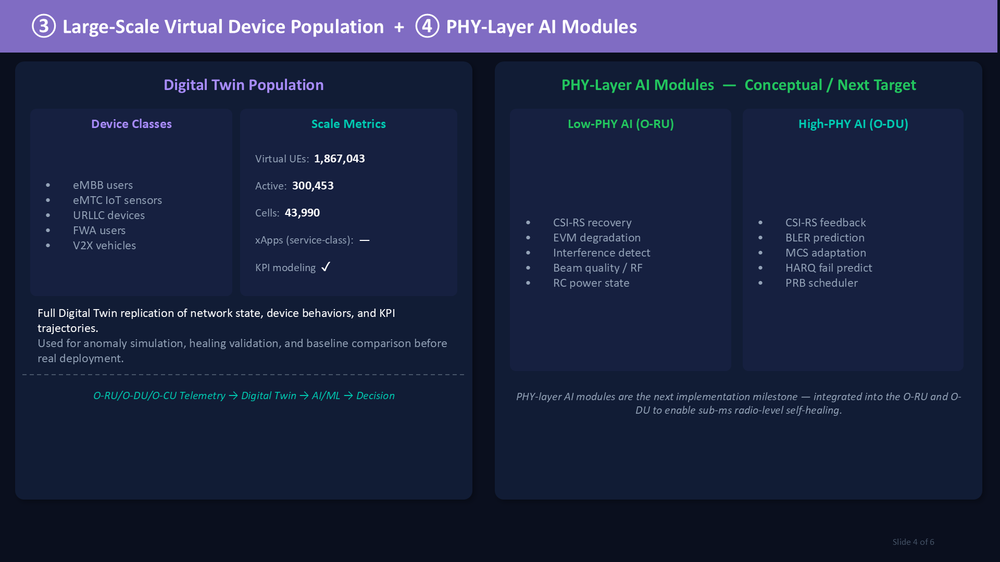 ③ Large-Scale Virtual Device Population + ④ PHY-Layer AI Modules
Digital Twin Population
Device Classes
• eMBB users
• eMTC IoT sensors
• URLLC devices
• FWA users
• V2X vehicles
Scale Metrics
Virtual UEs: 1,867,043
Active: 300,453
Cells: 43,990
xApps (service-class): —
KPI modeling ✓
Full Digital Twin replication of network state, device behaviors, and KPI
trajectories.
Used for anomaly simulation, healing validation, and baseline comparison before
real deployment.
O-RU/O-DU/O-CU Telemetry → Digital Twin → AI/ML → Decision
PHY-Layer AI Modules — Conceptual / Next Target
Low-PHY AI (O-RU)
• CSI-RS recovery
• EVM degradation
• Interference detect
• Beam quality / RF
• RC power state
High-PHY AI (O-DU)
• CSI-RS feedback
• BLER prediction
• MCS adaptation
• HARQ fail predict
• PRB scheduler
PHY-layer AI modules are the next implementation milestone — integrated into the O-RU and O-
DU to enable sub-ms radio-level self-healing.
Slide 4 of 6